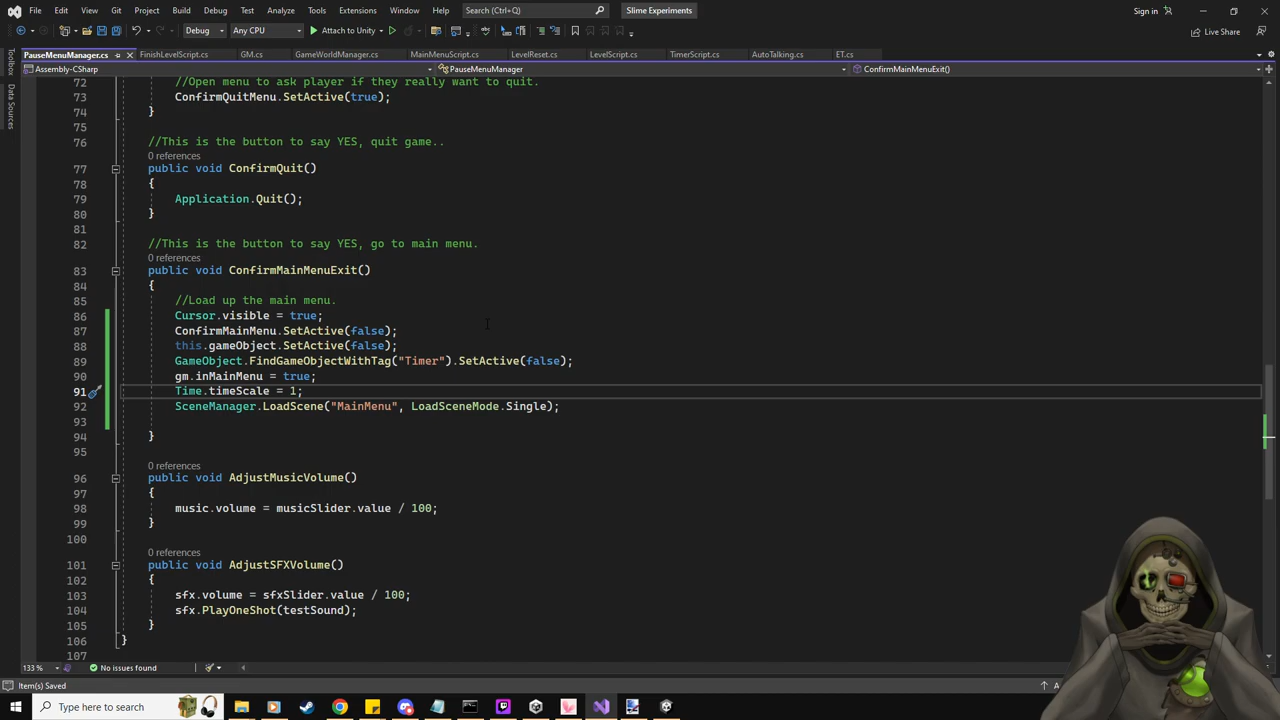 File Edit View Git Project Build Debug Test Analyze Tools Extensions Window Help Search (Ctrl+Q) Slime Experiments Sign in
Debug Any CPU Attach to Unity Live Share
PauseMenuManager.cs FinishLevelScript.cs GM.cs GameWorldManager.cs MainMenuScript.cs LevelReset.cs LevelScript.cs TimerScript.cs AutoTalking.cs ET.cs
Assembly-CSharp PauseMenuManager ConfirmMainMenuExit()
Toolbox
Data Sources
72 //Open menu to ask player if they really want to quit.
73 ConfirmQuitMenu.SetActive(true);
74 }
75
76 //This is the button to say YES, quit game..
0 references
77 public void ConfirmQuit()
78 {
79 Application.Quit();
80 }
81
82 //This is the button to say YES, go to main menu.
0 references
83 public void ConfirmMainMenuExit()
84 {
85 //Load up the main menu.
86 Cursor.visible = true;
87 ConfirmMainMenu.SetActive(false);
88 this.gameObject.SetActive(false);
89 GameObject.FindGameObjectWithTag("Timer").SetActive(false);
90 gm.inMainMenu = true;
91 Time.timeScale = 1;
92 SceneManager.LoadScene("MainMenu", LoadSceneMode.Single);
93
94 }
95
0 references
96 public void AdjustMusicVolume()
97 {
98 music.volume = musicSlider.value / 100;
99 }
100
0 references
101 public void AdjustSFXVolume()
102 {
103 sfx.volume = sfxSlider.value / 100;
104 sfx.PlayOneShot(testSound);
105 }
106 }
107
133 % No issues found
Item(s) Saved
Type here to search